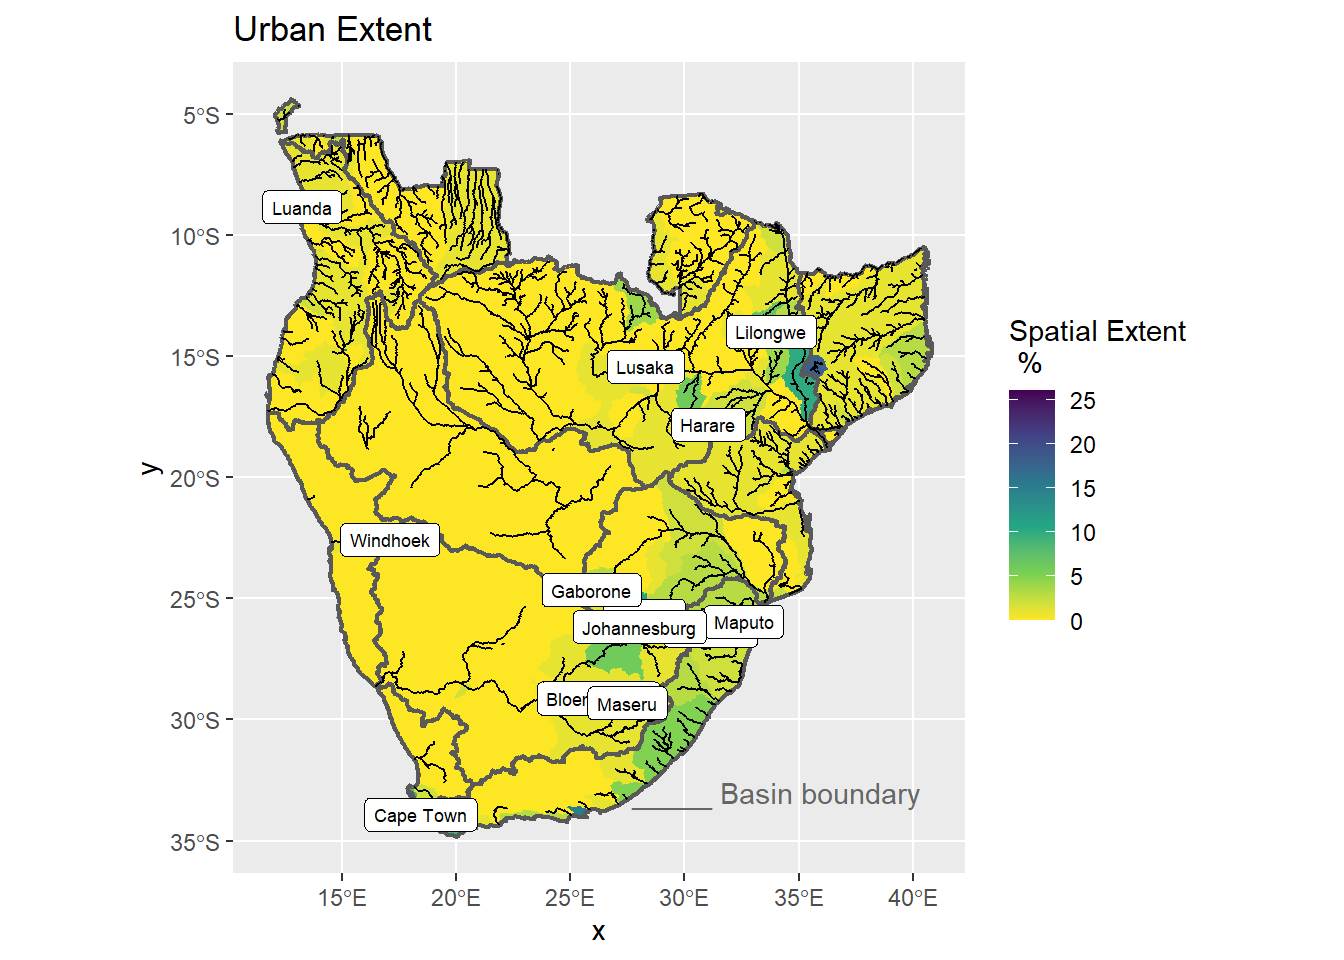 Urban Extent
5°S
10°S
15°S
20°S
25°S
30°S
35°S
y
Luanda
Lilongwe
Lusaka
Harare
Windhoek
Gaborone
Johannesburg
Maputo
Maseru
Cape Town
Basin boundary
15°E
20°E
25°E
30°E
35°E
40°E
x
Spatial Extent
%
25
20
15
10
5
0